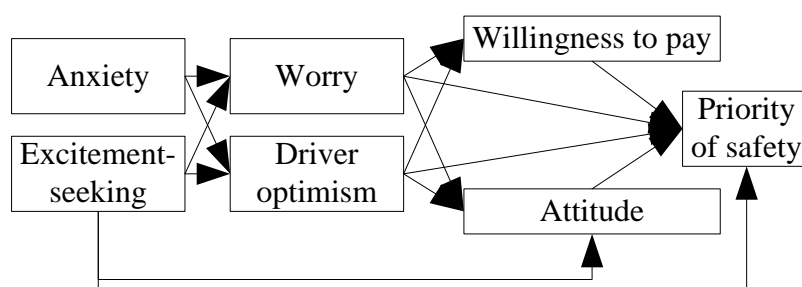 Anxiety
Excitement-
seeking
Worry
Driver
optimism
Willingness to pay
Attitude
Priority
of safety